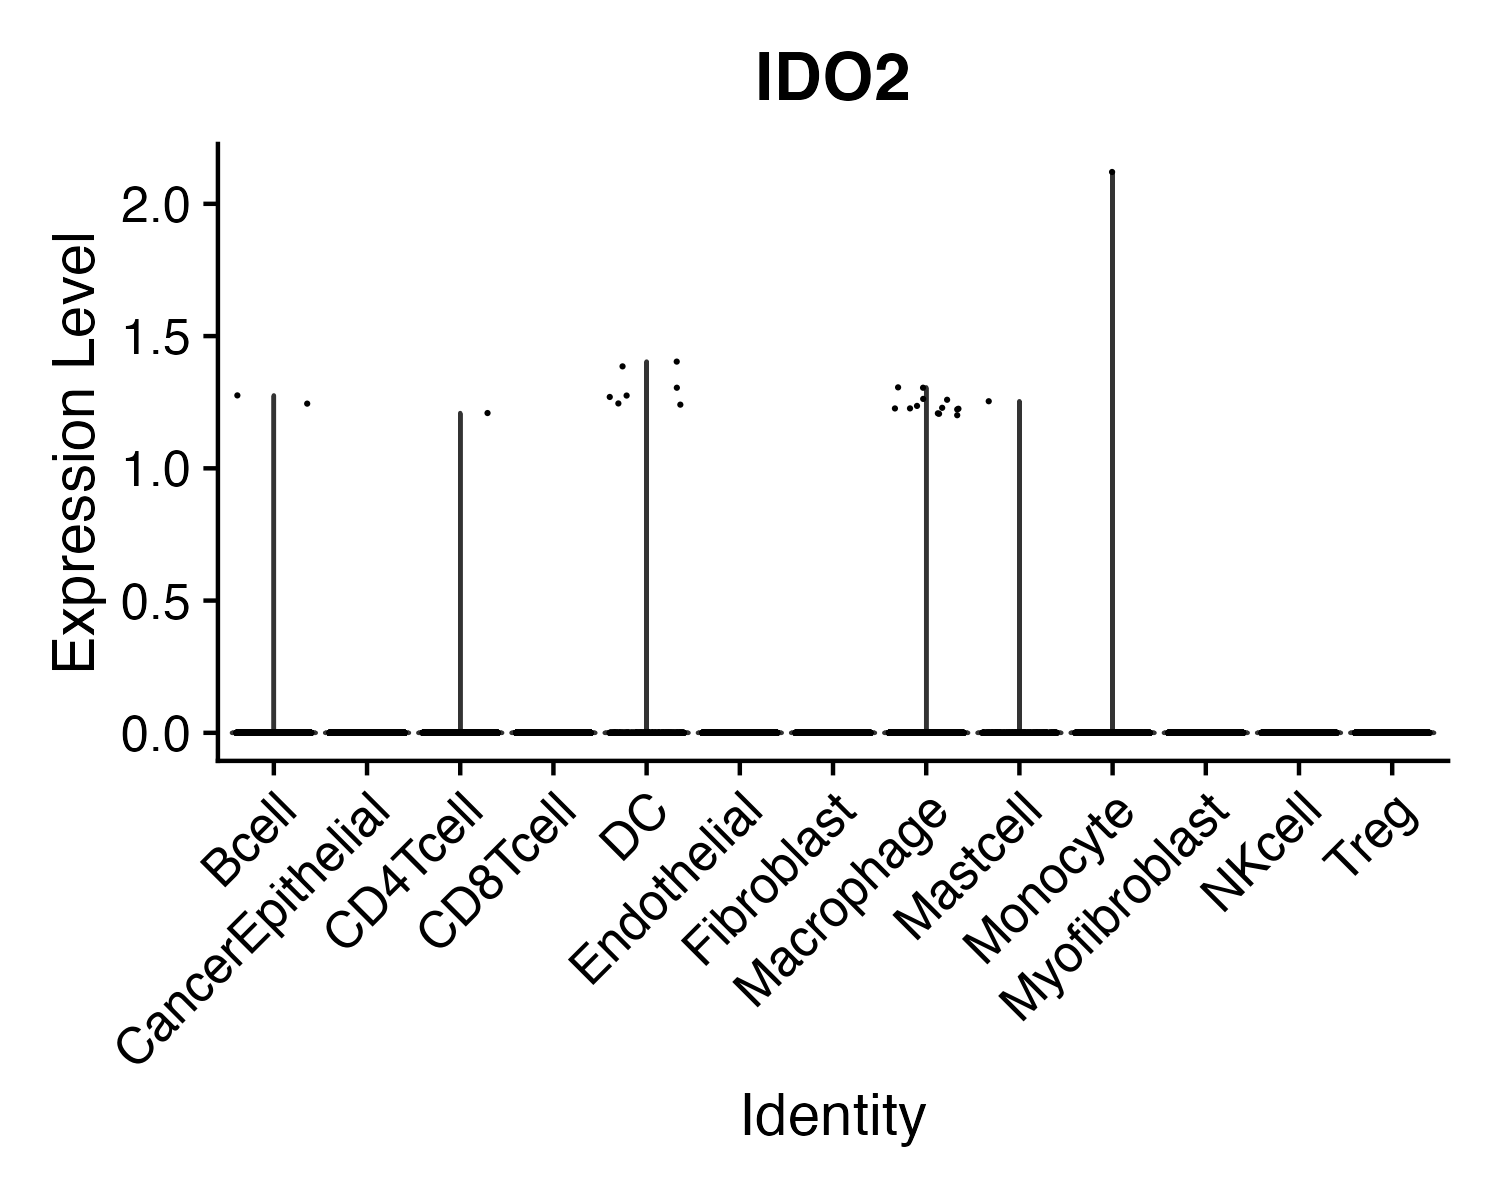 IDO2
Expression Level
2.0
1.5
1.0
0.5
0.0
Bcell
CancerEpithelial
CD4Tcell
CD8Tcell
DC
Endothelial
Fibroblast
Macrophage
Mastcell
Monocyte
Myofibroblast
NKcell
Treg
Identity